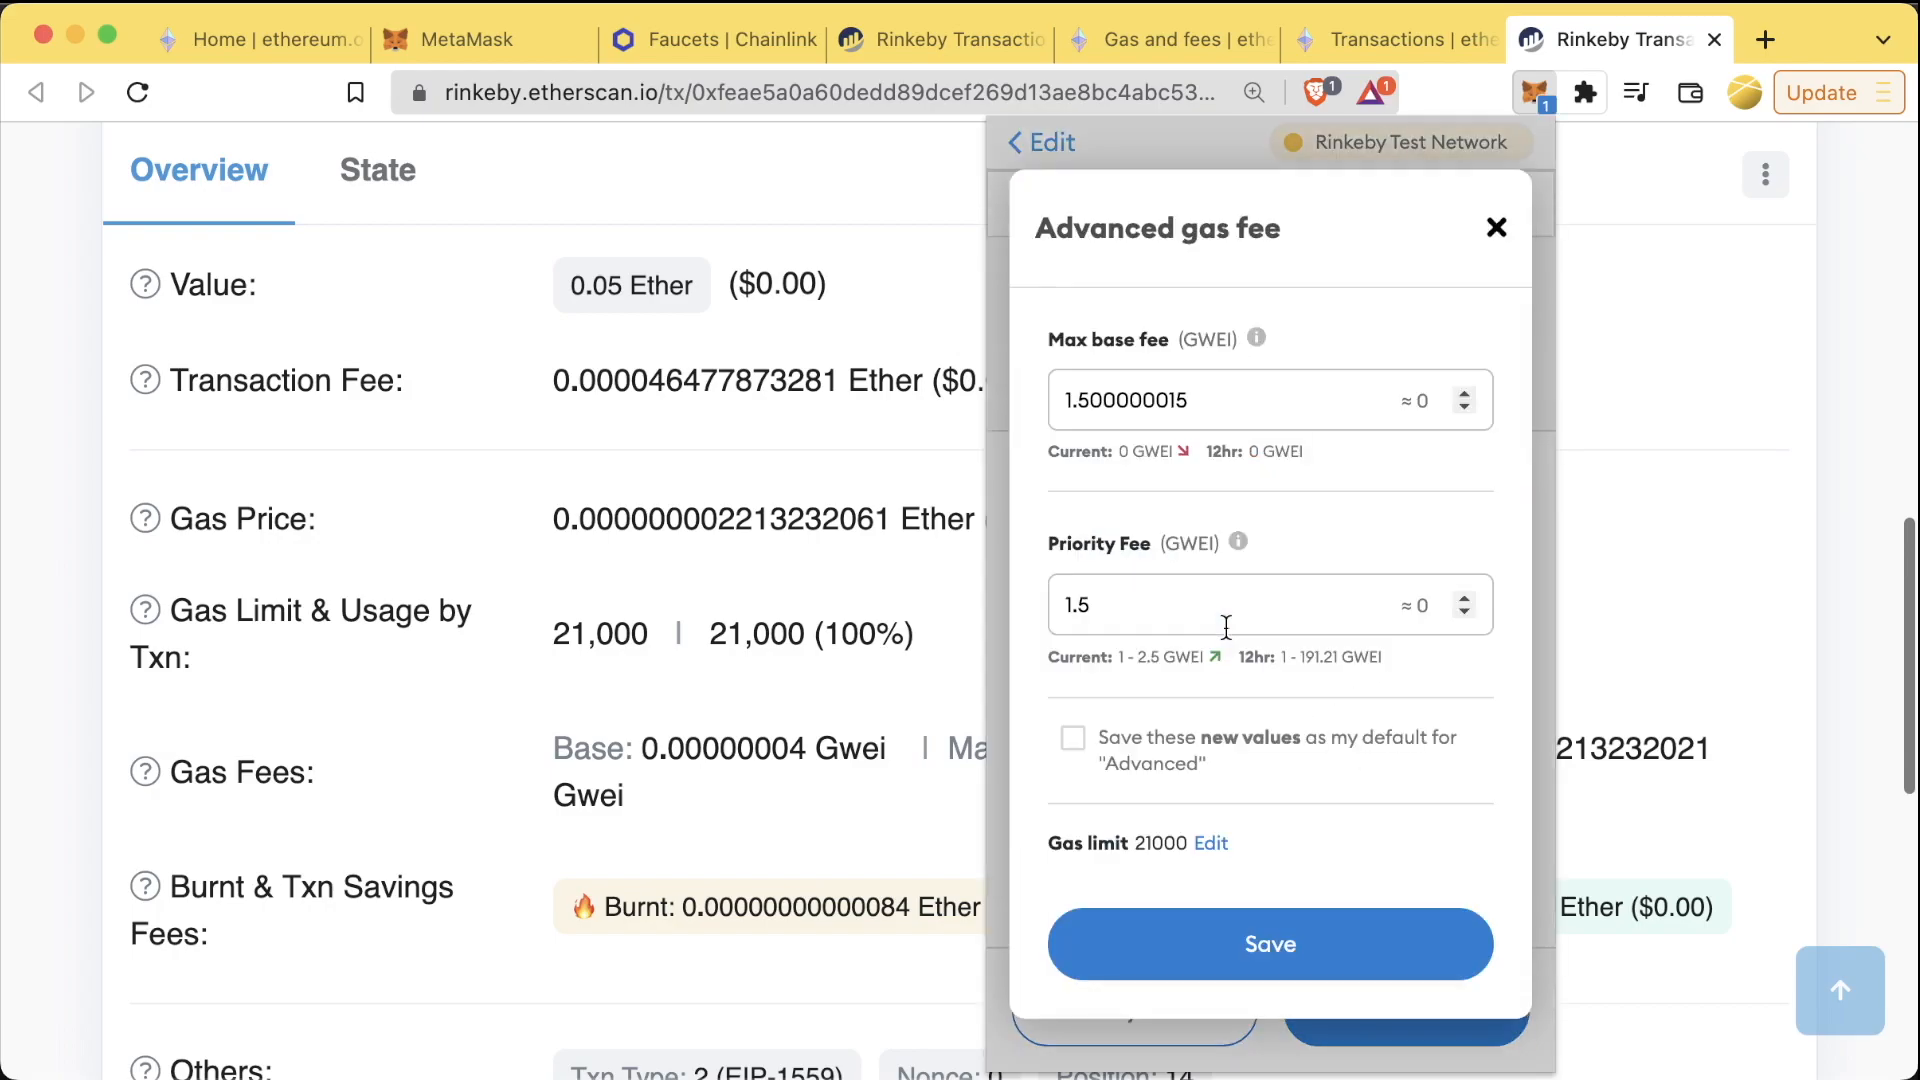 Home | ethereum.o
MetaMask
Faucets | Chainlink
Rinkeby Transactio
Gas and fees | ethe
Transactions | ethe
Rinkeby Transa
rinkeby.etherscan.io/tx/0xfeae5a0a60dedd89dcef269d13ae8bc4abc53...
1
1
1
Update
Overview
State
Value:
0.05 Ether
($0.00)
Transaction Fee:
0.000046477873281 Ether ($0.
Gas Price:
0.000000002213232061 Ether
Gas Limit & Usage by
Txn:
21,000 | 21,000 (100%)
Gas Fees:
Base: 0.00000004 Gwei | Ma
213232021
Gwei
Burnt & Txn Savings
Fees:
Burnt: 0.00000000000084 Ether
Ether ($0.00)
Others:
Txn Type: 2 (EIP-1559)
Nonce: 0
Position: 14
Edit
Rinkeby Test Network
Advanced gas fee
Max base fee (GWEI)
1.500000015
≈ 0
Current: 0 GWEI 12hr: 0 GWEI
Priority Fee (GWEI)
1.5
≈ 0
Current: 1 - 2.5 GWEI 12hr: 1 - 191.21 GWEI
Save these new values as my default for
"Advanced"
Gas limit 21000 Edit
Save